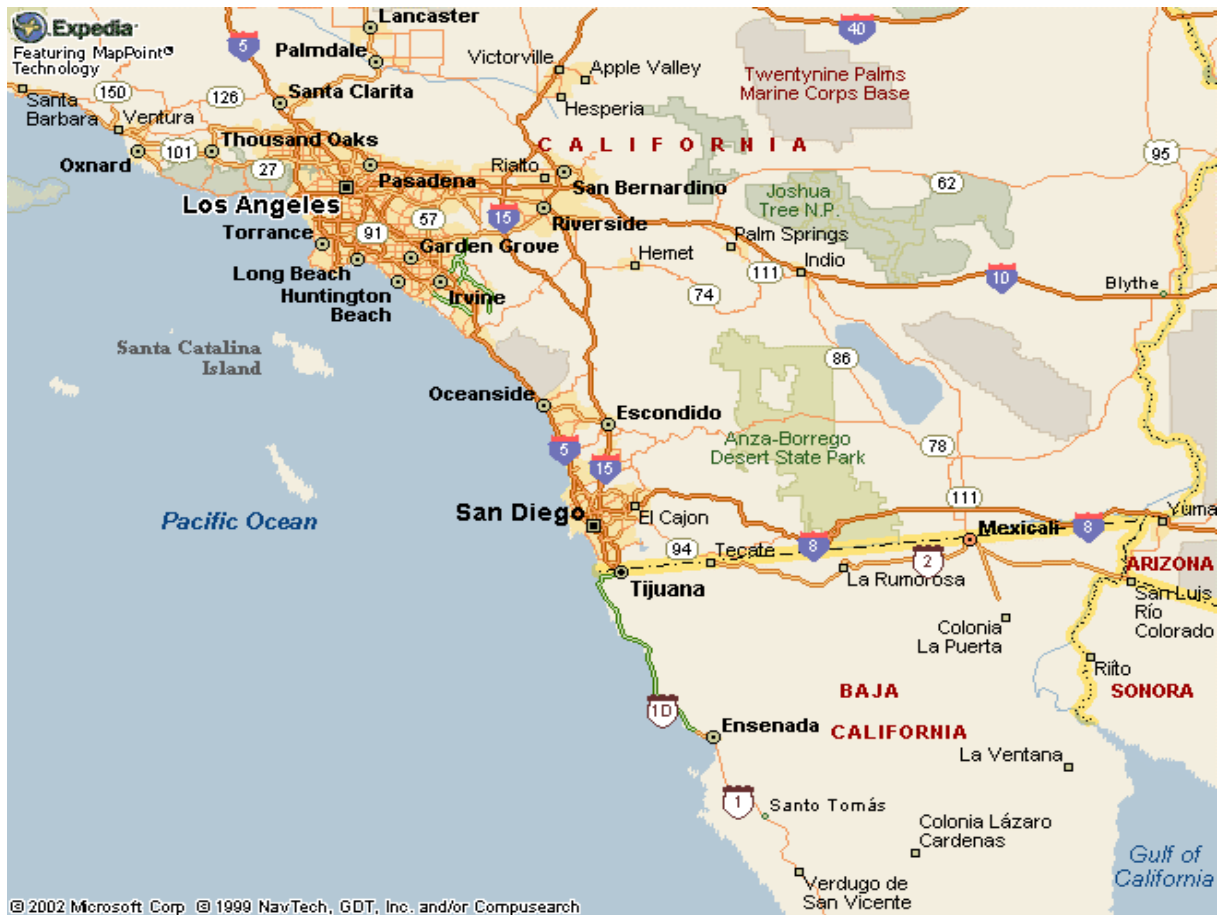 Expedia
Featuring MapPoint®
Technology
Lancaster
5
Palmdale
40
Victorville
Apple Valley
Twentynine Palms
Marine Corps Base
Santa
Barbara
150
126
Santa Clarita
Hesperia
Ventura
Thousand Oaks
CALIFORNIA
Oxnard
101
27
Pasadena
Rialto
San Bernardino
95
62
Joshua
Tree N.P.
Los Angeles
57
15
Riverside
Torrance
91
Garden Grove
Hemet
Palm Springs
111
Indio
Long Beach
Huntington
Beach
Irvine
74
10
Blythe
Santa Catalina
Island
86
Oceanside
Escondido
Anza-Borrego
Desert State Park
78
5
15
111
San Diego
El Cajon
Pacific Ocean
Mexicali
8
Yuma
94
Tecate
8
2
ARIZONA
Tijuana
La Rumorosa
San Luis
Río
Colorado
Colonia
La Puerta
Riíto
BAJA
CALIFORNIA
SONORA
1D
Ensenada
La Ventana
1
Santo Tomás
Colonia Lázaro
Cardenas
Gulf of
California
Verdugo de
San Vicente
© 2002 Microsoft Corp © 1999 NavTech, GDT, Inc. and/or Compusearch